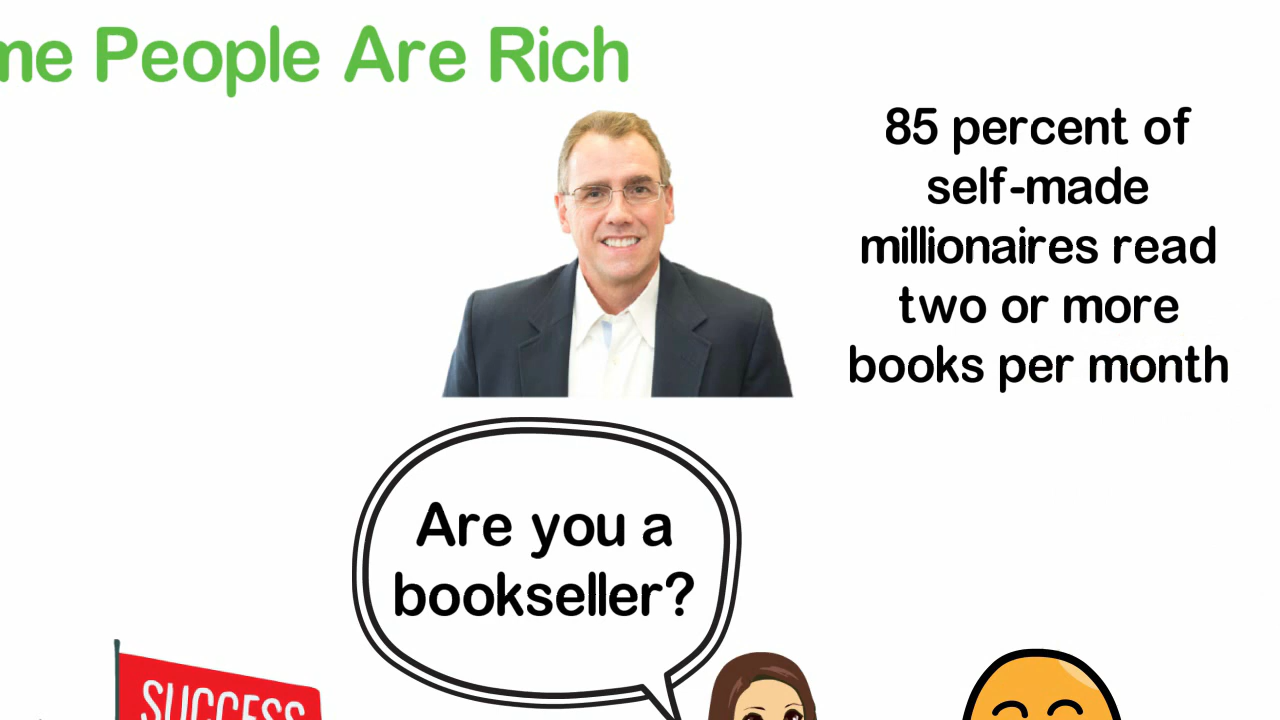 me People Are Rich
85 percent of
self-made
millionaires read
two or more
books per month
Are you a
bookseller?
SUCCESS